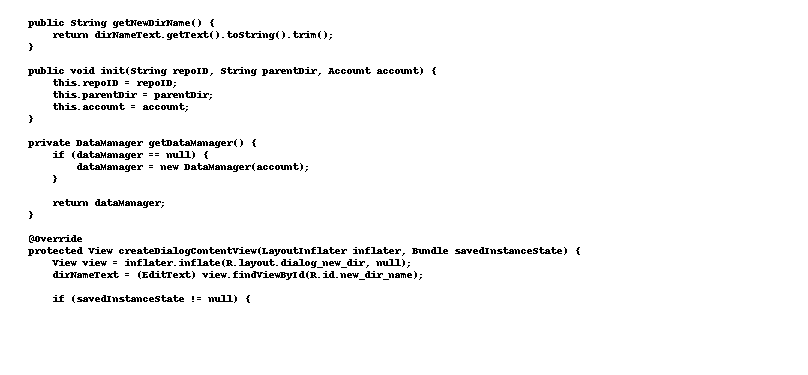 public String getNewDirName() {
    return dirNameText.getText().toString().trim();
}

public void init(String repoID, String parentDir, Account account) {
    this.repoID = repoID;
    this.parentDir = parentDir;
    this.account = account;
}

private DataManager getDataManager() {
    if (dataManager == null) {
        dataManager = new DataManager(account);
    }

    return dataManager;
}

@Override
protected View createDialogContentView(LayoutInflater inflater, Bundle savedInstanceState) {
    View view = inflater.inflate(R.layout.dialog_new_dir, null);
    dirNameText = (EditText) view.findViewById(R.id.new_dir_name);

    if (savedInstanceState != null) {